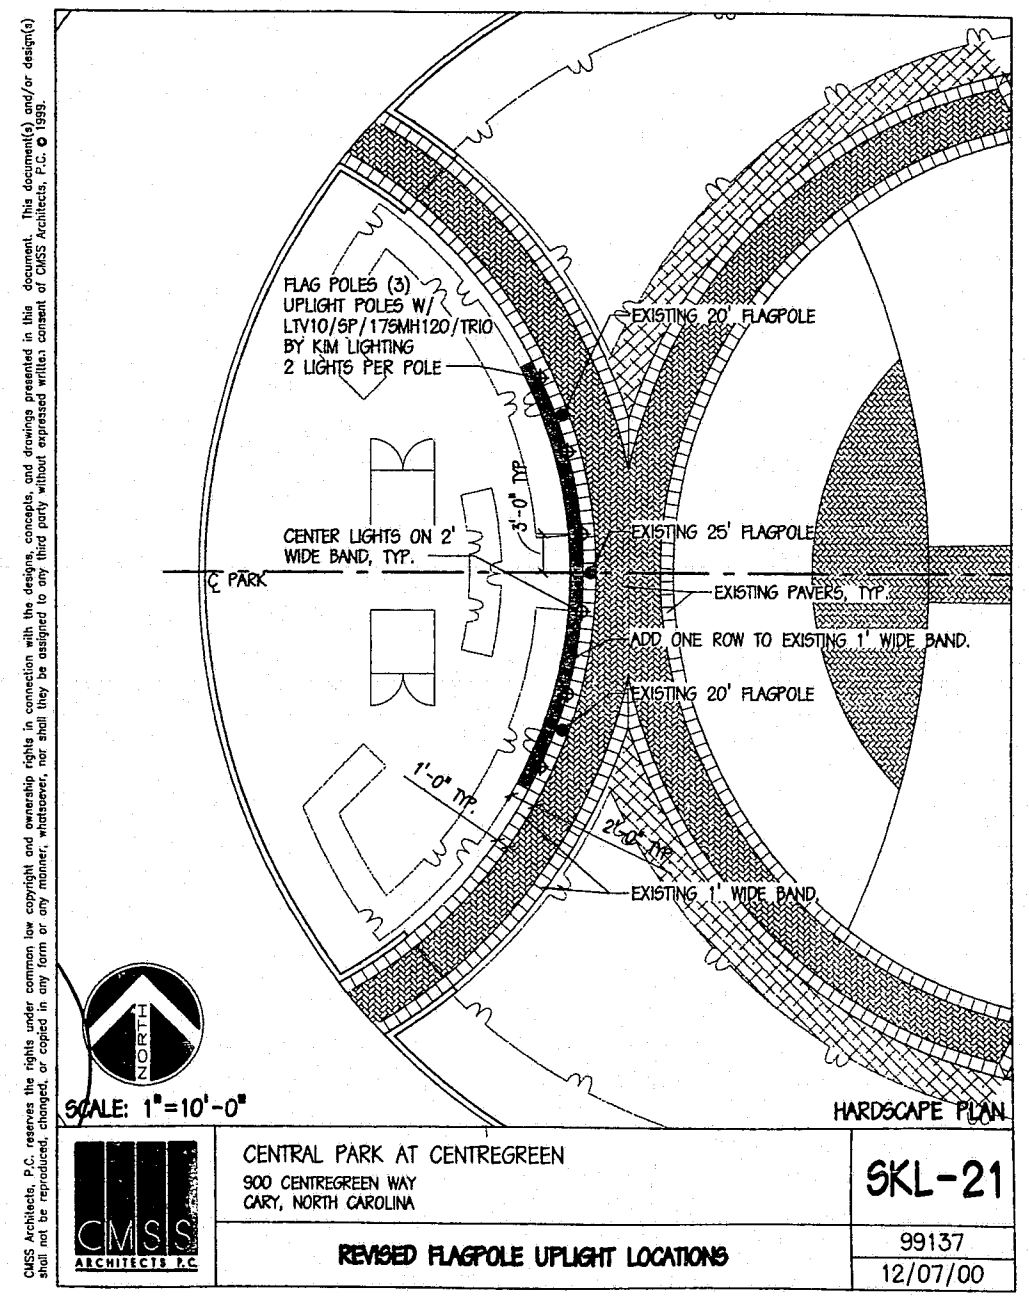 CMSS Architects, P.C. reserves the rights under common law copyright and ownership rights in connection with the designs, concepts, and drawings presented in this document. This document(s) and/or design(s)
shall not be reproduced, changed, or copied in any form or any manner, whatsoever, nor shall they be assigned to any third party without expressed written consent of CMSS Architects, P.C. © 1999.
FLAG POLES (3)
UPLIGHT POLES W/
LTV10/SP/175MH120/TRIO
BY KIM LIGHTING
2 LIGHTS PER POLE
EXISTING 20' FLAGPOLE
3'-0" TYP
CENTER LIGHTS ON 2'
WIDE BAND, TYP.
EXISTING 25' FLAGPOLE
℄ PARK
EXISTING PAVERS, TYP.
ADD ONE ROW TO EXISTING 1' WIDE BAND.
EXISTING 20' FLAGPOLE
1'-0" TYP.
2'-0" TYP.
EXISTING 1' WIDE BAND.
NORTH
SCALE: 1"=10'-0"
HARDSCAPE PLAN
CMSS
ARCHITECTS P.C.
CENTRAL PARK AT CENTREGREEN
900 CENTREGREEN WAY
CARY, NORTH CAROLINA
REVISED FLAGPOLE UPLIGHT LOCATIONS
SKL-21
99137
12/07/00